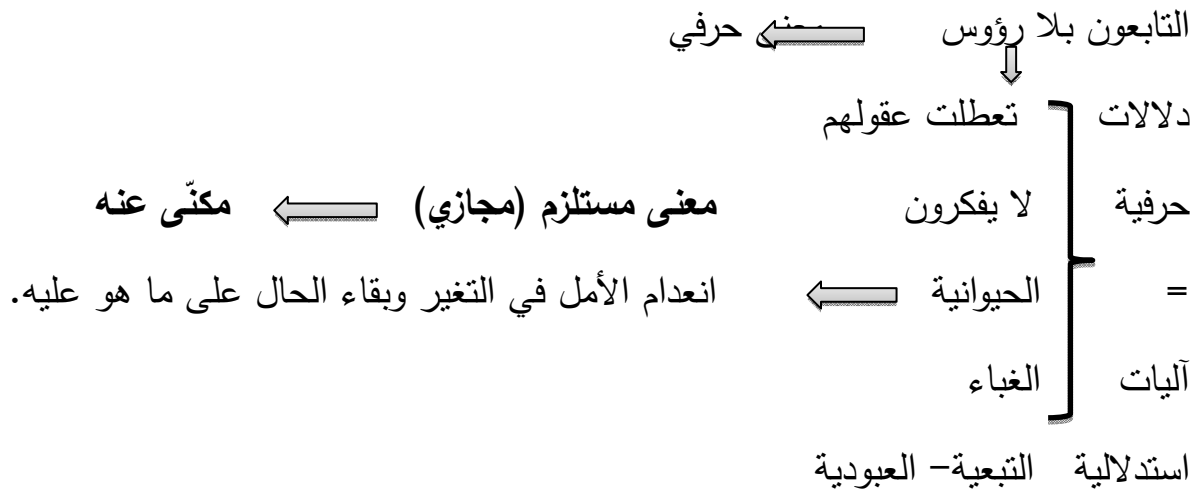 التابعون بلا رؤوس معنى حرفي
دلالات تعطلت عقولهم
حرفية لا يفكرون معنى مستلزم (مجازي) مكنّى عنه
= الحيوانية انعدام الأمل في التغير وبقاء الحال على ما هو عليه.
آليات الغباء
استدلالية التبعية– العبودية